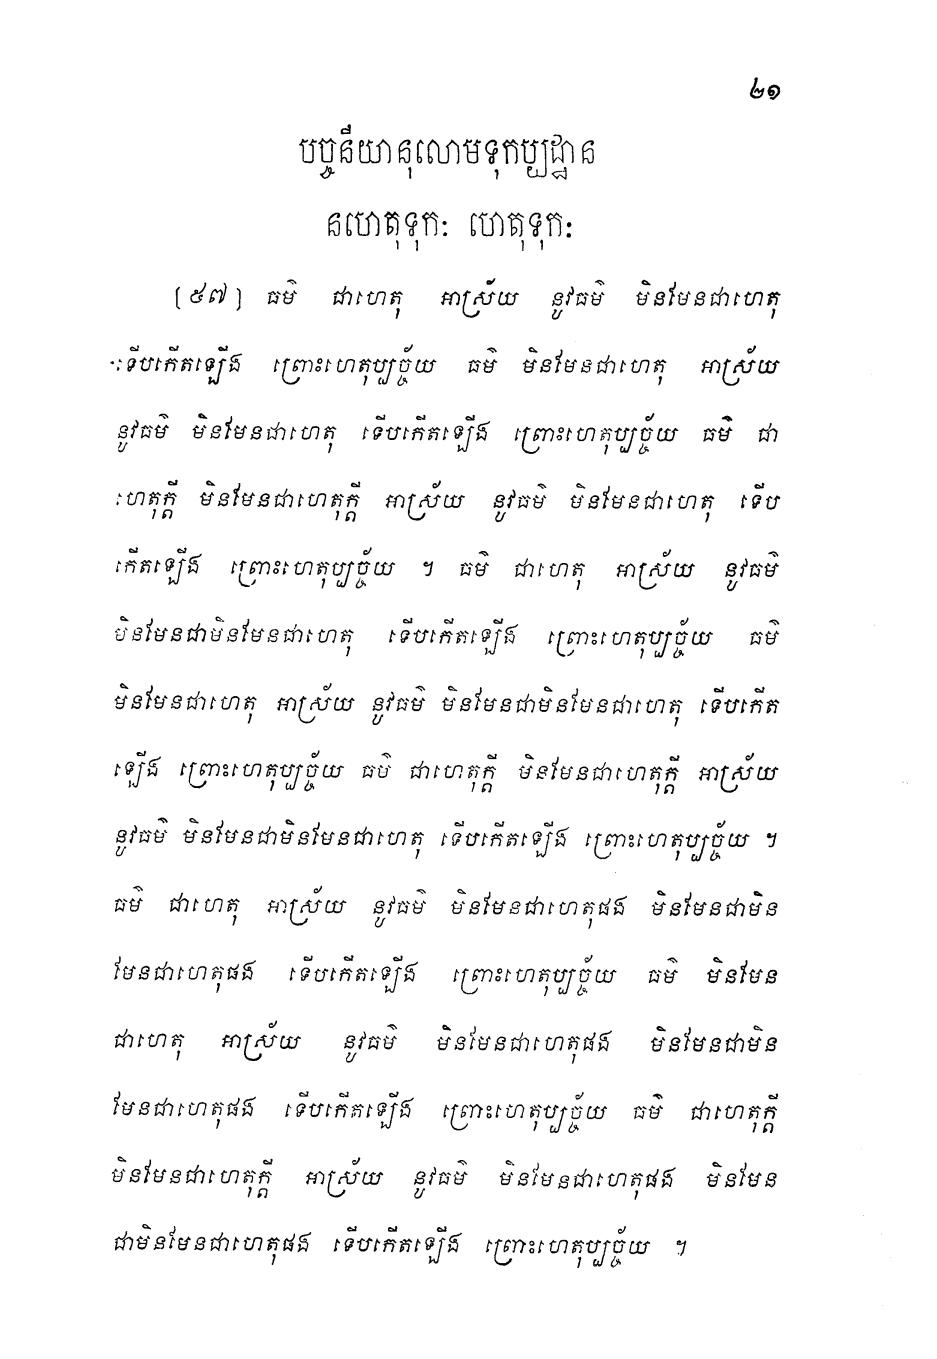 ២១
បច្ចនីយានុលោមទុកប្បដ្ឋាន
នហេតុទុកៈ ហេតុទុកៈ
[៥៧] ធម៌ ជាហេតុ អាស្រ័យ នូវធម៌ មិនមែនជាហេតុ
ទើបកើតឡើង ព្រោះហេតុប្បច្ច័យ ធម៌ មិនមែនជាហេតុ អាស្រ័យ
នូវធម៌ មិនមែនជាហេតុ ទើបកើតឡើង ព្រោះហេតុប្បច្ច័យ ធម៌ ជា
ហេតុក្តី មិនមែនជាហេតុក្តី អាស្រ័យ នូវធម៌ មិនមែនជាហេតុ ទើប
កើតឡើង ព្រោះហេតុប្បច្ច័យ ។ ធម៌ ជាហេតុ អាស្រ័យ នូវធម៌
មិនមែនជាមិនមែនជាហេតុ ទើបកើតឡើង ព្រោះហេតុប្បច្ច័យ ធម៌
មិនមែនជាហេតុ អាស្រ័យ នូវធម៌ មិនមែនជាមិនមែនជាហេតុ ទើបកើត
ឡើង ព្រោះហេតុប្បច្ច័យ ធម៌ ជាហេតុក្តី មិនមែនជាហេតុក្តី អាស្រ័យ
នូវធម៌ មិនមែនជាមិនមែនជាហេតុ ទើបកើតឡើង ព្រោះហេតុប្បច្ច័យ ។
ធម៌ ជាហេតុ អាស្រ័យ នូវធម៌ មិនមែនជាហេតុផង មិនមែនជាមិន
មែនជាហេតុផង ទើបកើតឡើង ព្រោះហេតុប្បច្ច័យ ធម៌ មិនមែន
ជាហេតុ អាស្រ័យ នូវធម៌ មិនមែនជាហេតុផង មិនមែនជាមិន
មែនជាហេតុផង ទើបកើតឡើង ព្រោះហេតុប្បច្ច័យ ធម៌ ជាហេតុក្តី
មិនមែនជាហេតុក្តី អាស្រ័យ នូវធម៌ មិនមែនជាហេតុផង មិនមែន
ជាមិនមែនជាហេតុផង ទើបកើតឡើង ព្រោះហេតុប្បច្ច័យ ។